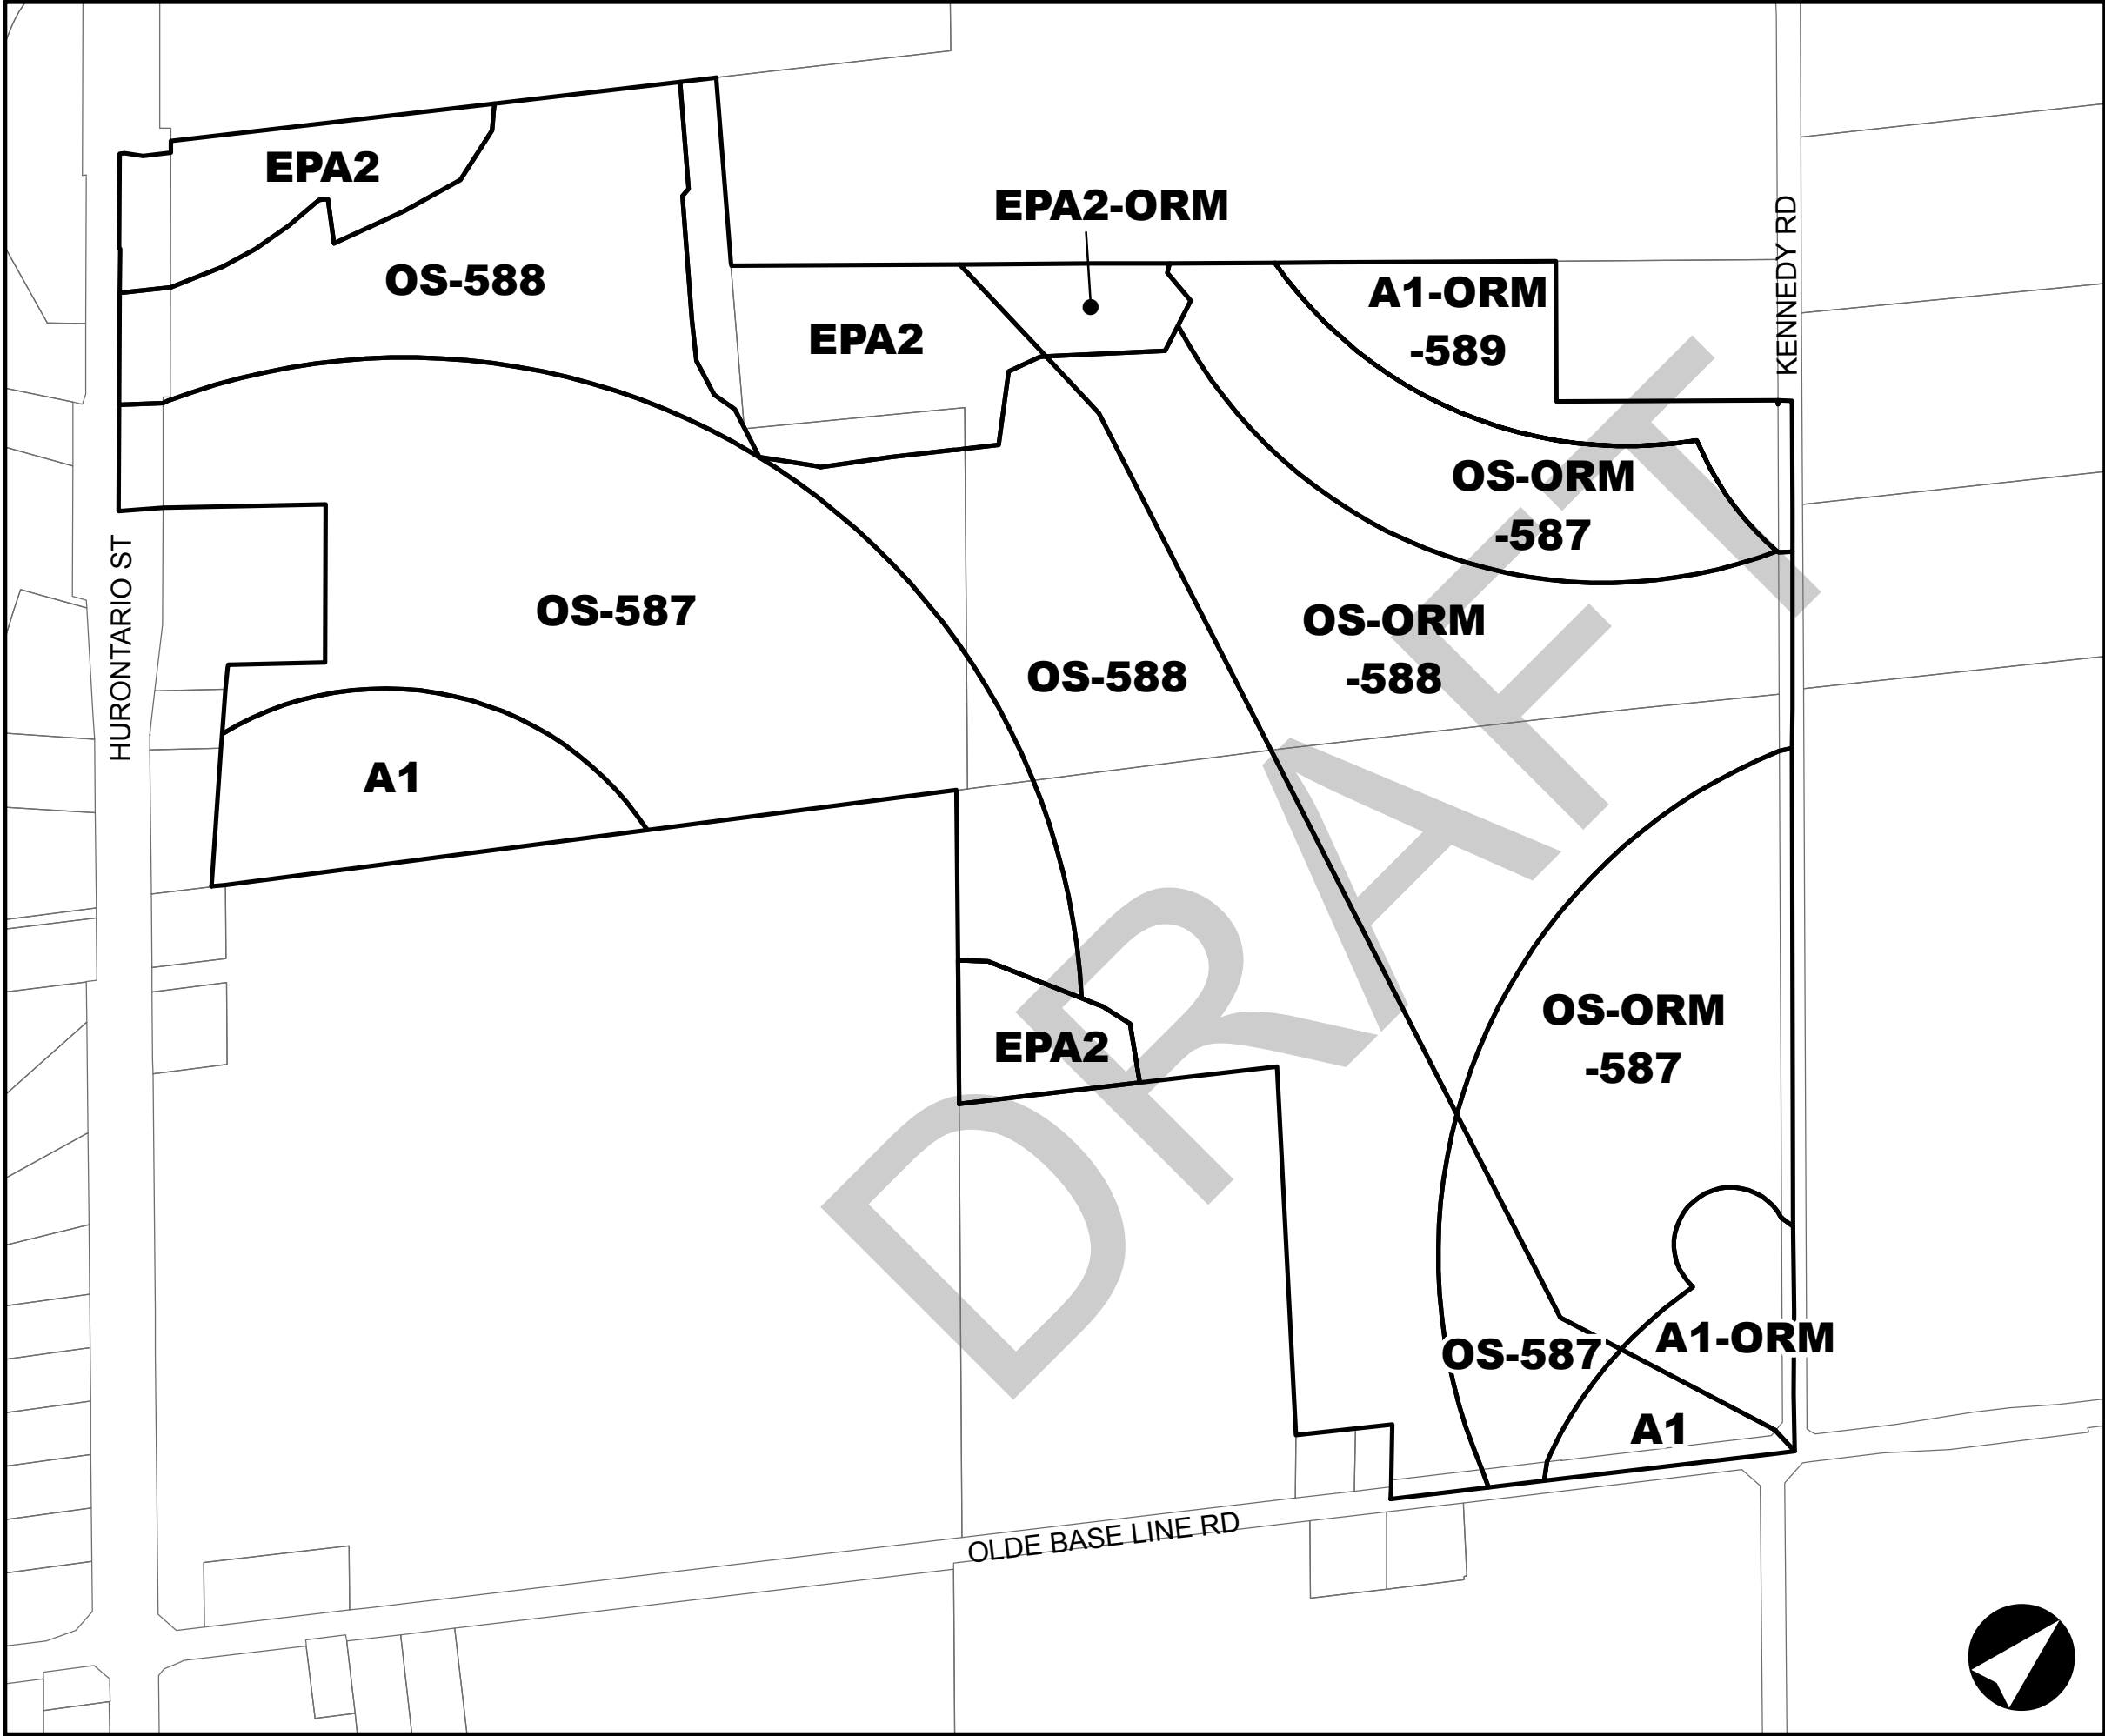 EPA2
EPA2-ORM
OS-588
A1-ORM
-589
EPA2
KENNEDY RD
OS-ORM
-587
HURONTARIO ST
OS-587
OS-ORM
-588
OS-588
A1
DRAFT
OS-ORM
-587
EPA2
A1-ORM
OS-587
A1
OLDE BASE LINE RD